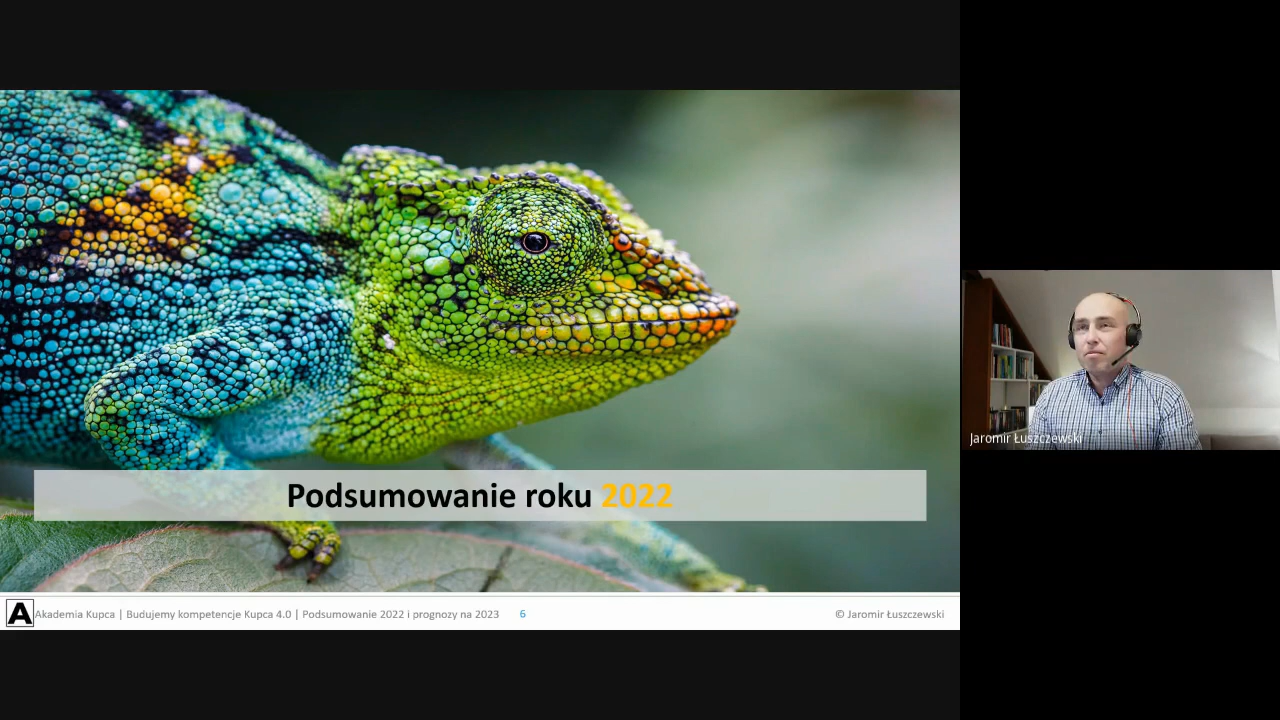 Podsumowanie roku 2022
A Akademia Kupca | Budujemy kompetencje Kupca 4.0 | Podsumowanie 2022 i prognozy na 2023 6 © Jaromir Łuszczewski
Jaromir Łuszczewski